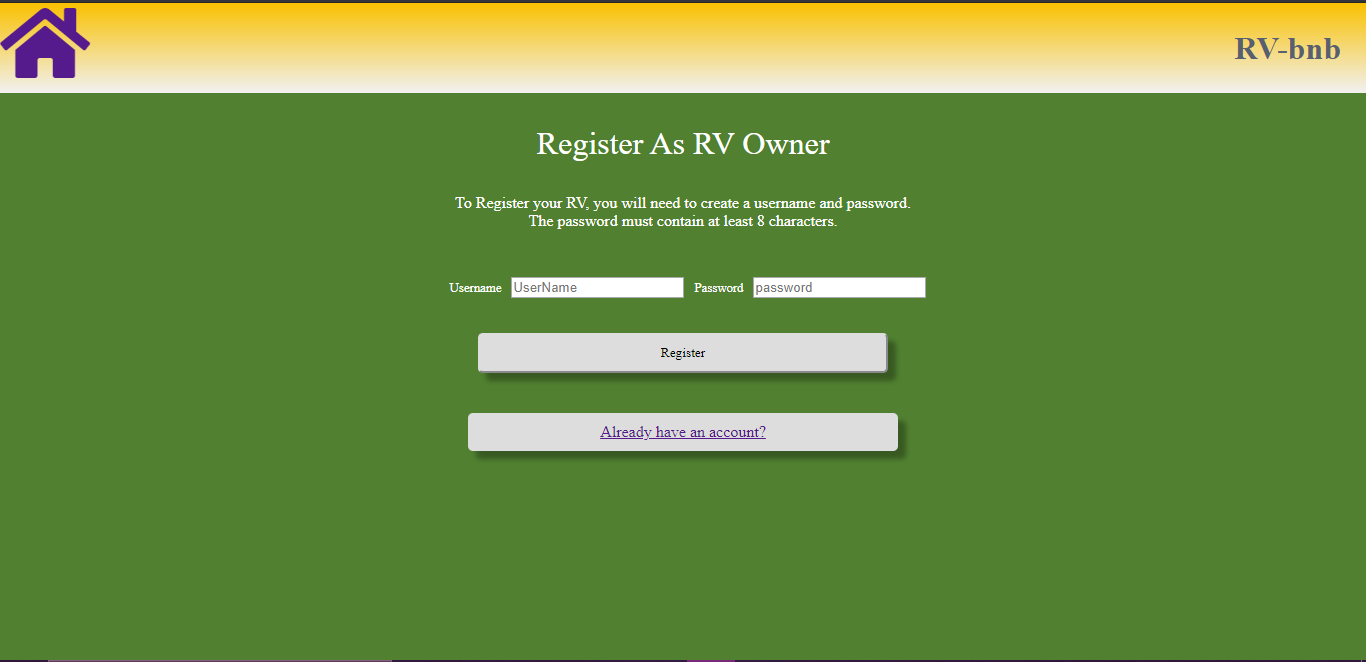 RV-bnb
Register As RV Owner
To Register your RV, you will need to create a username and password.
The password must contain at least 8 characters.
Username UserName Password password
Register
Already have an account?